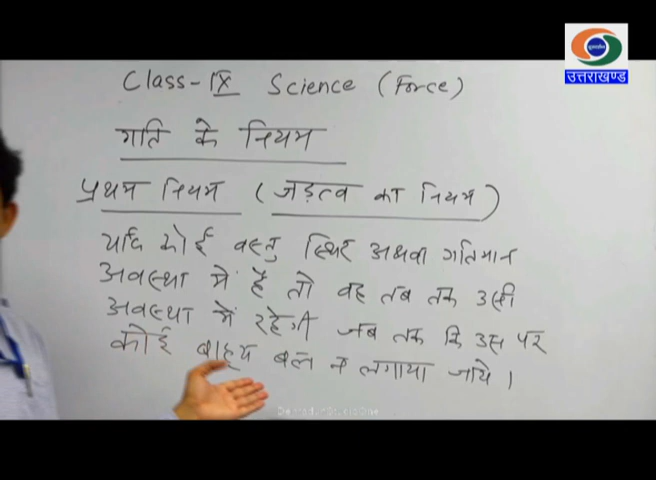 उत्तराखण्ड
Class-IX Science (Force)
गति के नियम
प्रथम नियम (जड़त्व का नियम)
यदि कोई वस्तु स्थिर अथवा गतिमान
अवस्था में है तो वह तब तक उसी
अवस्था में रहेगी जब तक कि उस पर
कोई बाह्य बल न लगाया जाये।